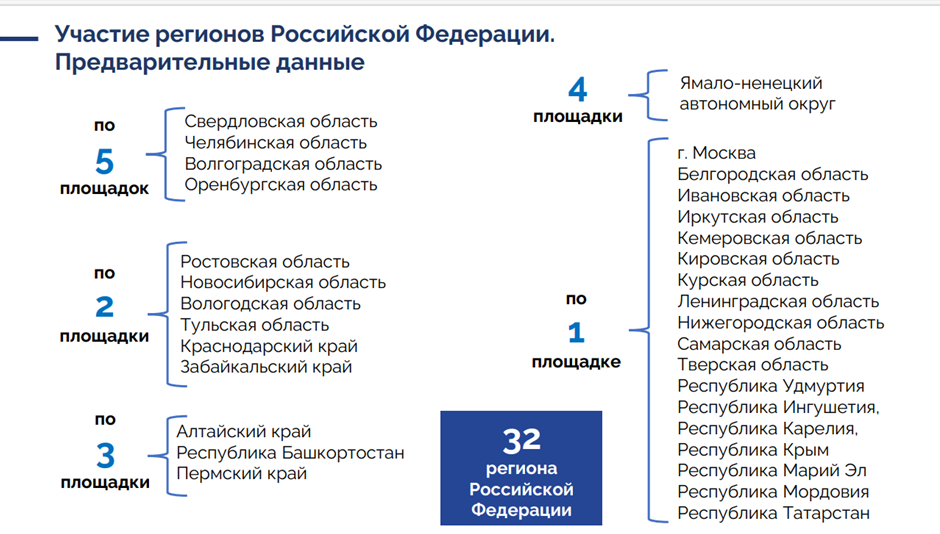 Участие регионов Российской Федерации.
Предварительные данные
по
5
площадок
Свердловская область
Челябинская область
Волгоградская область
Оренбургская область
по
2
площадки
Ростовская область
Новосибирская область
Вологодская область
Тульская область
Краснодарский край
Забайкальский край
по
3
площадки
Алтайский край
Республика Башкортостан
Пермский край
4
площадки
Ямало-ненецкий
автономный округ
по
1
площадке
г. Москва
Белгородская область
Ивановская область
Иркутская область
Кемеровская область
Кировская область
Курская область
Ленинградская область
Нижегородская область
Самарская область
Тверская область
Республика Удмуртия
Республика Ингушетия,
Республика Карелия,
Республика Крым
Республика Марий Эл
Республика Мордовия
Республика Татарстан
32
региона
Российской
Федерации